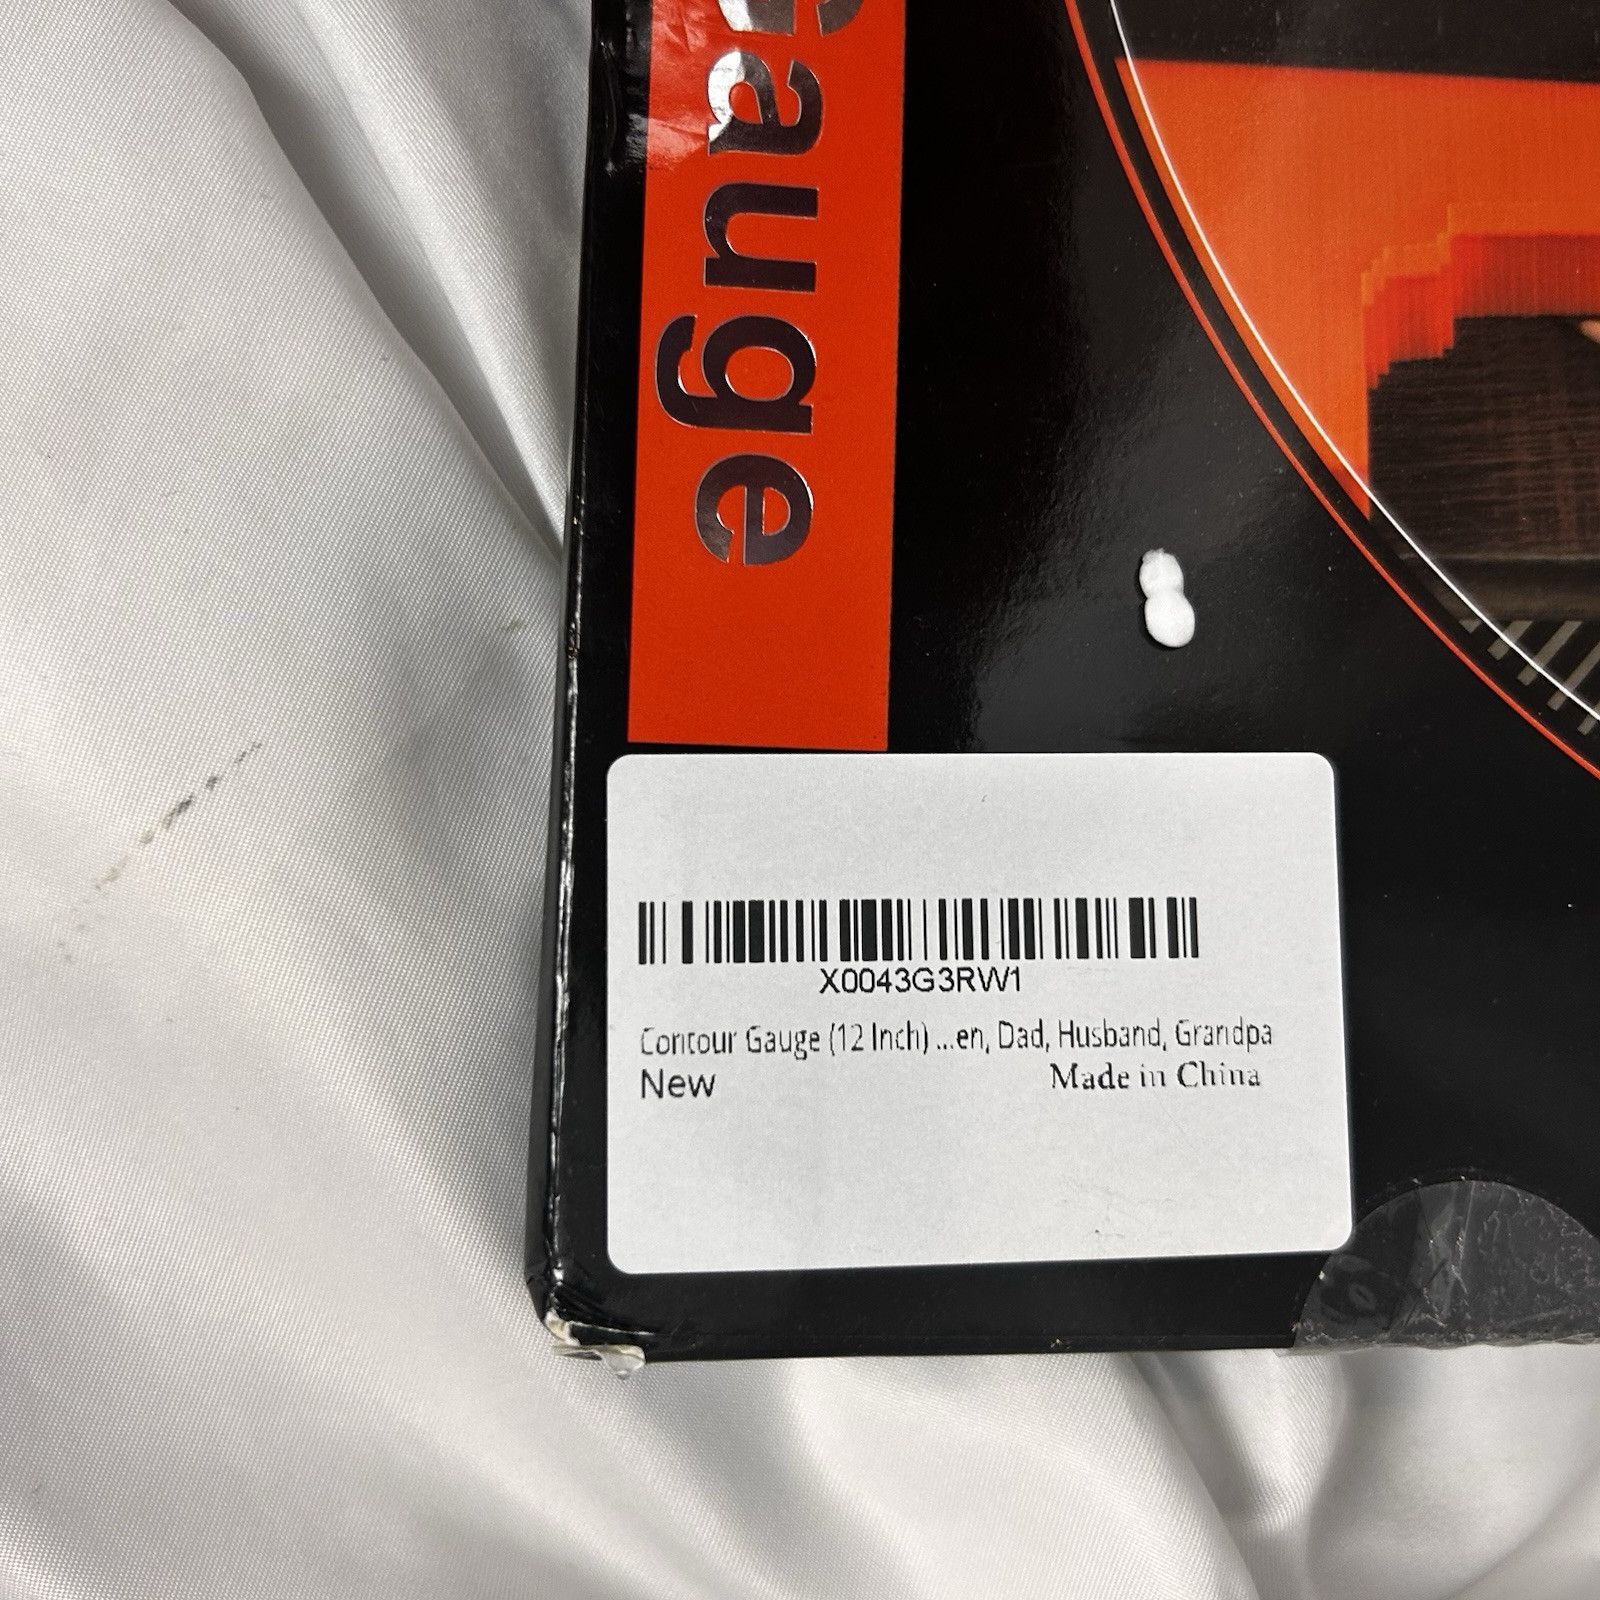 Gauge
X0043G3RW1
Contour Gauge (12 Inch) ...en, Dad, Husband, Grandpa
New
Made in China